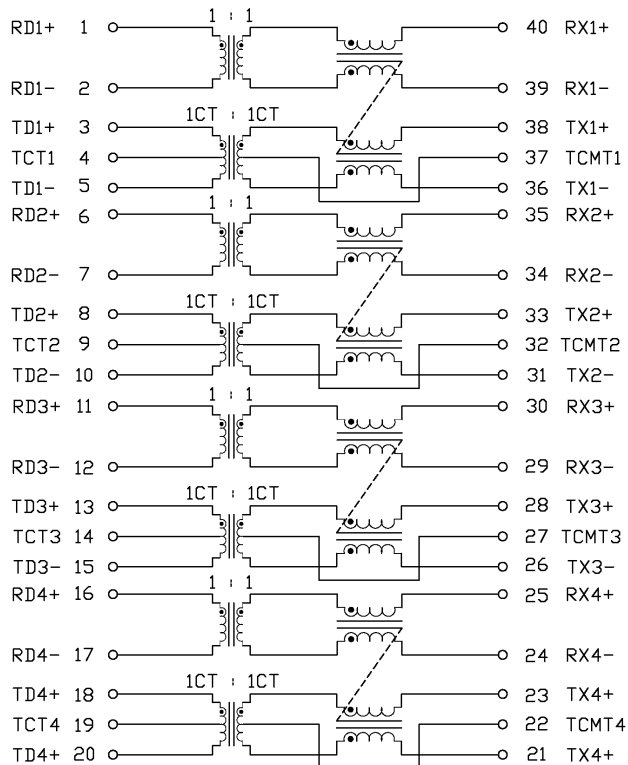 1 : 1
RD1+ 1 40 RX1+
RD1- 2 39 RX1-
1CT : 1CT
TD1+ 3 38 TX1+
TCT1 4 37 TCMT1
TD1- 5 36 TX1-
1 : 1
RD2+ 6 35 RX2+
RD2- 7 34 RX2-
1CT : 1CT
TD2+ 8 33 TX2+
TCT2 9 32 TCMT2
TD2- 10 31 TX2-
1 : 1
RD3+ 11 30 RX3+
RD3- 12 29 RX3-
1CT : 1CT
TD3+ 13 28 TX3+
TCT3 14 27 TCMT3
TD3- 15 26 TX3-
1 : 1
RD4+ 16 25 RX4+
RD4- 17 24 RX4-
1CT : 1CT
TD4+ 18 23 TX4+
TCT4 19 22 TCMT4
TD4+ 20 21 TX4+